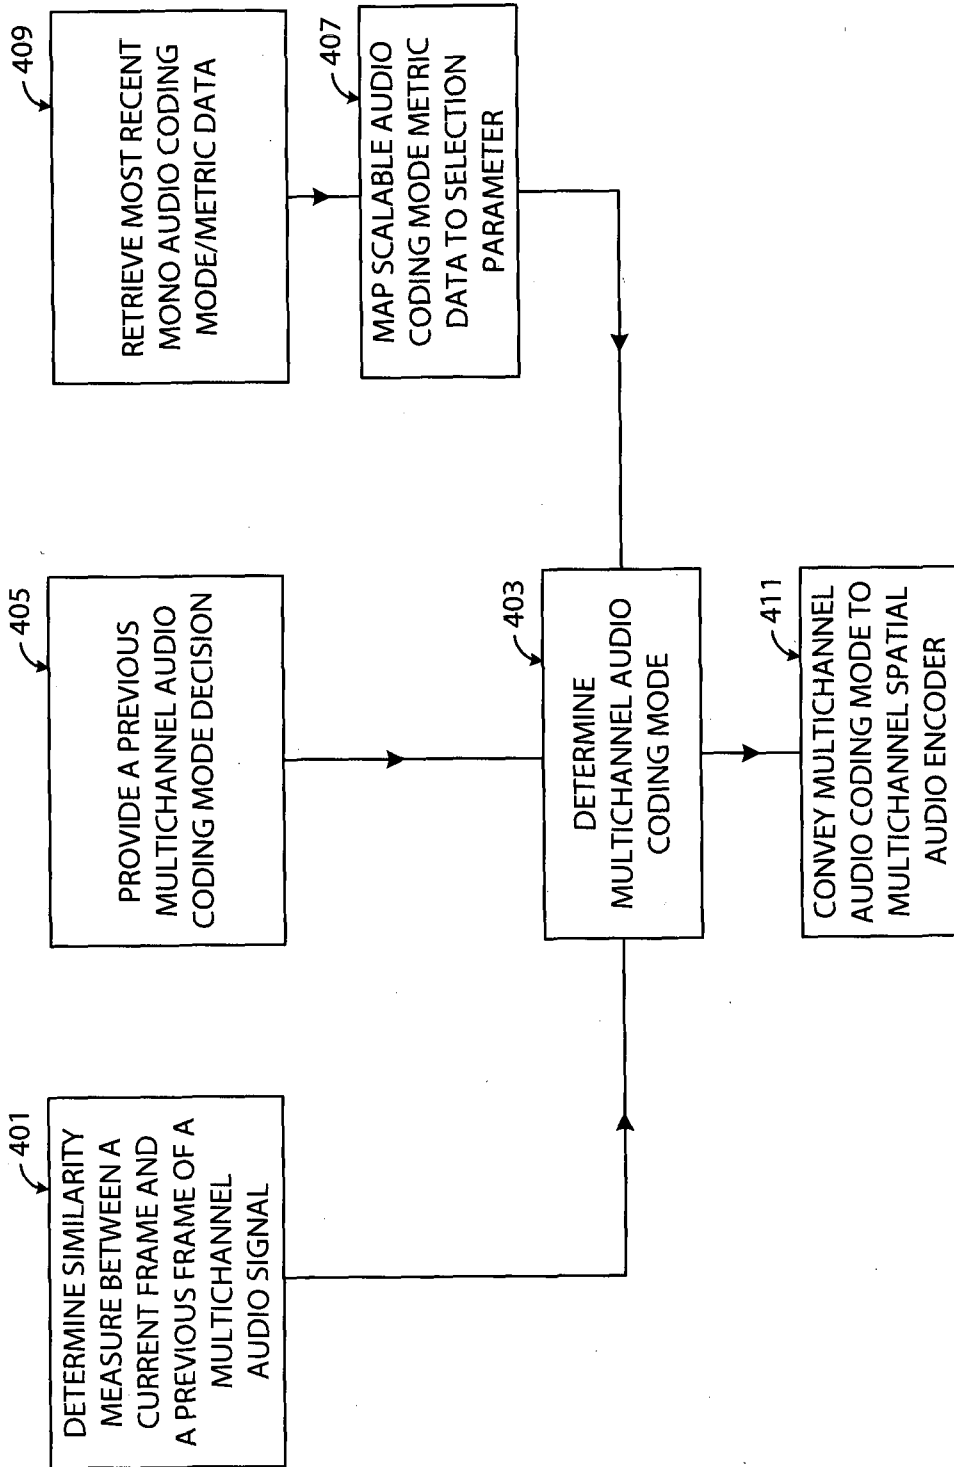 401
DETERMINE SIMILARITY
MEASURE BETWEEN A
CURRENT FRAME AND
A PREVIOUS FRAME OF A
MULTICHANNEL
AUDIO SIGNAL
405
PROVIDE A PREVIOUS
MULTICHANNEL AUDIO
CODING MODE DECISION
409
RETRIEVE MOST RECENT
MONO AUDIO CODING
MODE/METRIC DATA
407
MAP SCALABLE AUDIO
CODING MODE METRIC
DATA TO SELECTION
PARAMETER
403
DETERMINE
MULTICHANNEL AUDIO
CODING MODE
411
CONVEY MULTICHANNEL
AUDIO CODING MODE TO
MULTICHANNEL SPATIAL
AUDIO ENCODER